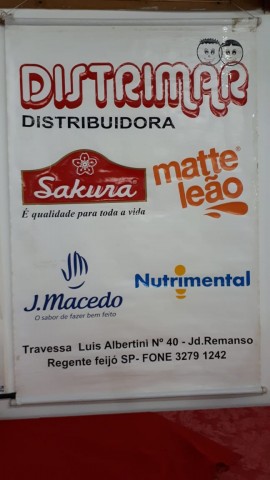 DISTRIMAR
DISTRIBUIDORA
Sakura
É qualidade para toda a vida
matte
leão
J.Macedo
O sabor de fazer bem feito
Nutrimental
Travessa Luis Albertini Nº 40 - Jd.Remanso
Regente feijó SP- FONE 3279 1242